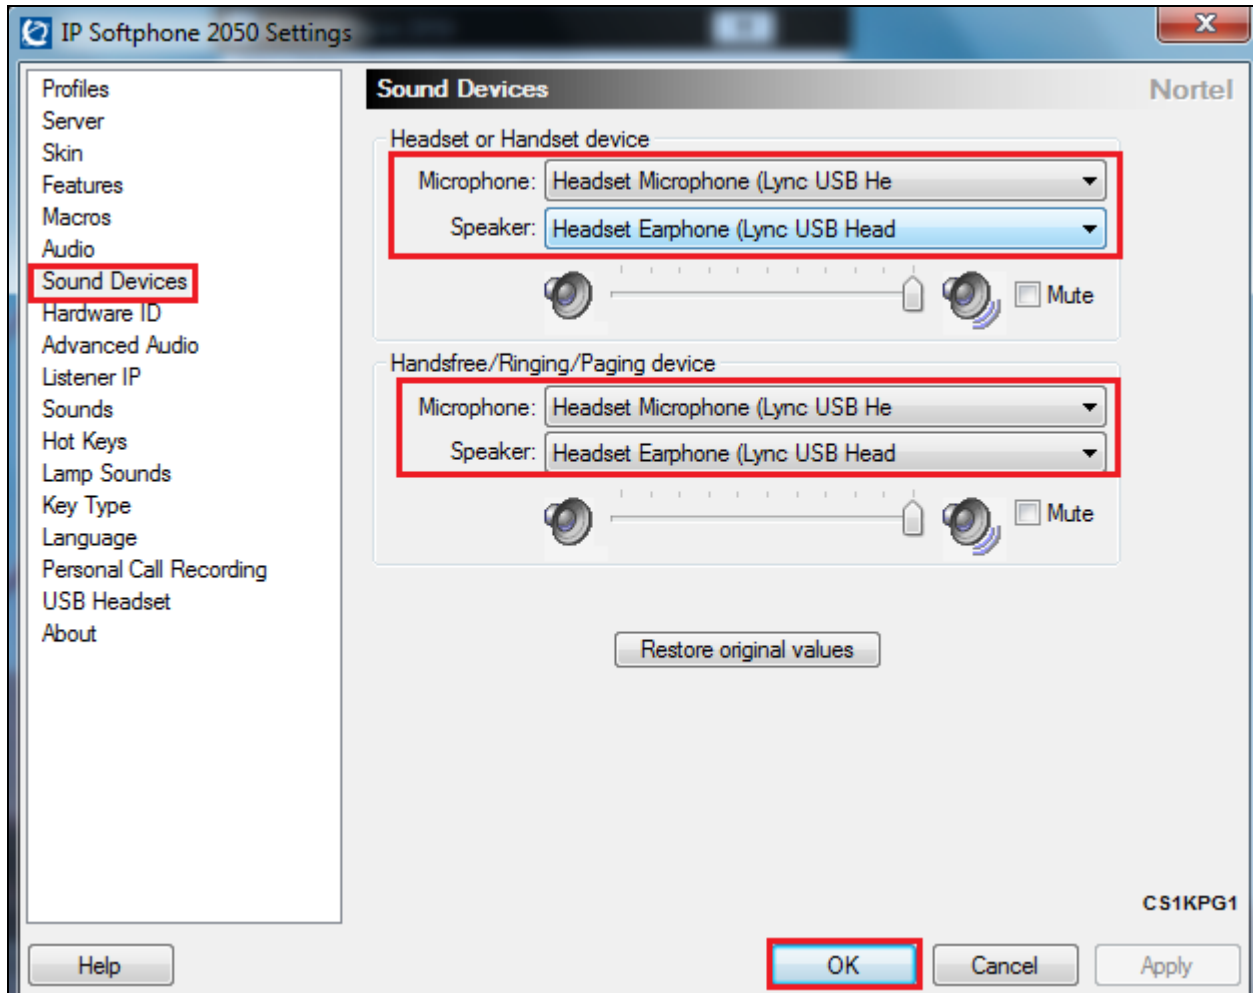 IP Softphone 2050 Settings
x
Profiles
Server
Skin
Features
Macros
Audio
Sound Devices
Hardware ID
Advanced Audio
Listener IP
Sounds
Hot Keys
Lamp Sounds
Key Type
Language
Personal Call Recording
USB Headset
About
Sound Devices
Nortel
Headset or Handset device
Microphone: Headset Microphone (Lync USB He
Speaker: Headset Earphone (Lync USB Head
Mute
Handsfree/Ringing/Paging device
Microphone: Headset Microphone (Lync USB He
Speaker: Headset Earphone (Lync USB Head
Mute
Restore original values
CS1KPG1
Help OK Cancel Apply